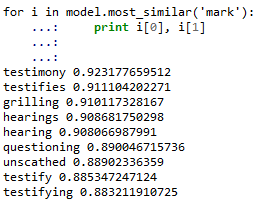 for i in model.most_similar('mark'):
...: print i[0], i[1]
...:
...:
testimony 0.923177659512
testifies 0.911104202271
grilling 0.910117328167
hearings 0.908681750298
hearing 0.908066987991
questioning 0.890046715736
unscathed 0.88902336359
testify 0.885347247124
testifying 0.883211910725